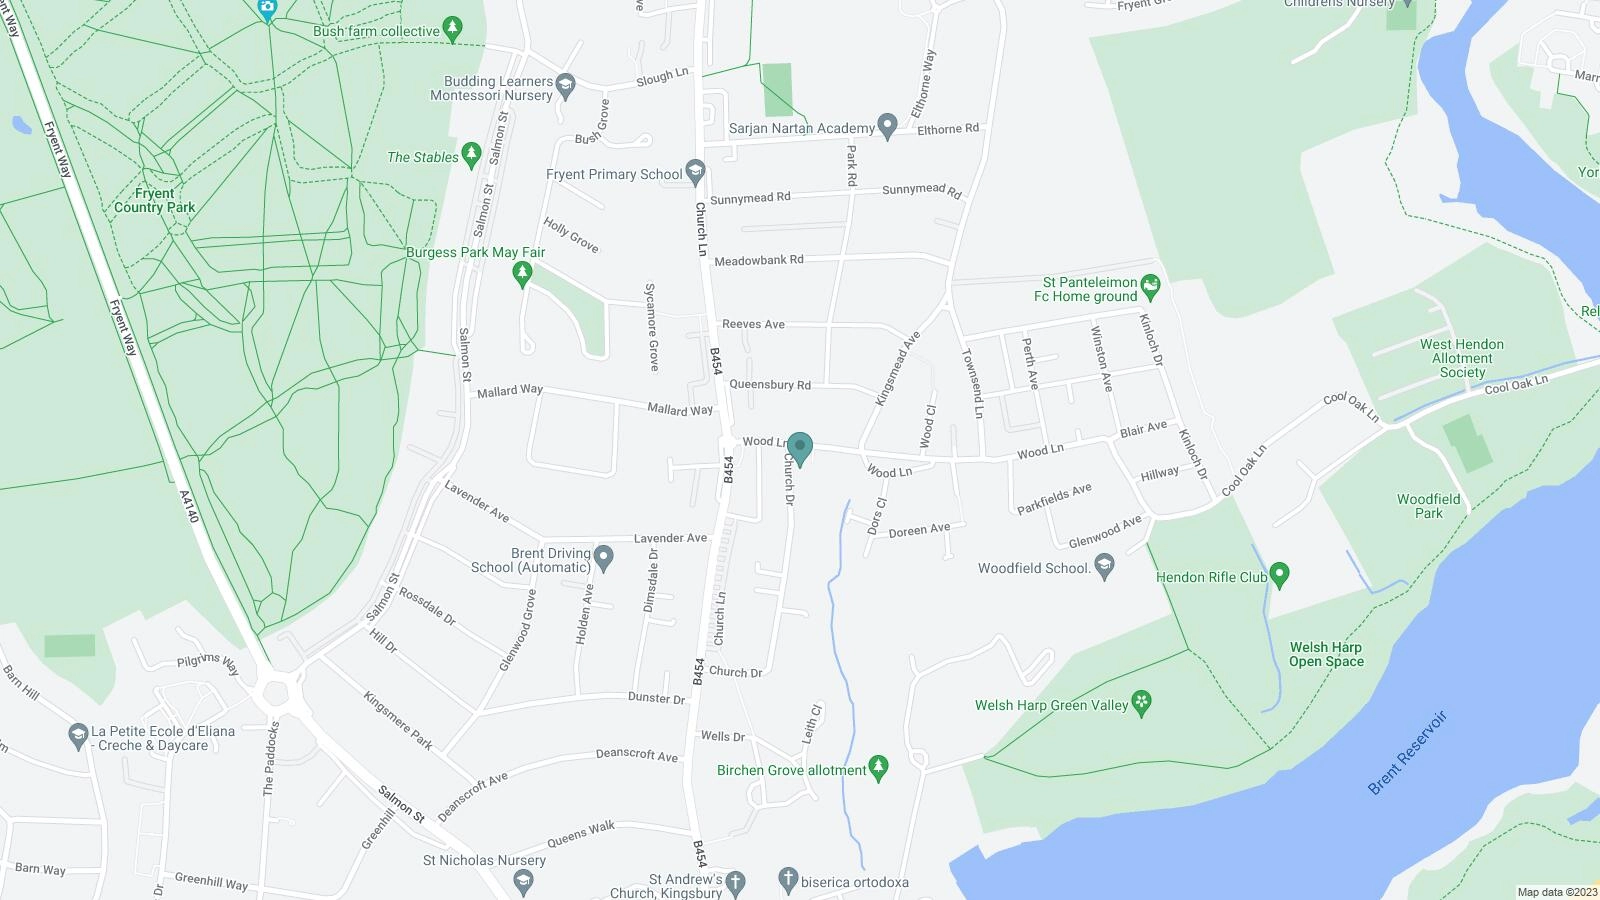 Fryent Way
Bush farm collective
Childrens Nursery
Budding Learners
Montessori Nursery
Slough Ln
Elthorne Way
Bush Grove
Salmon St
Fryent Way
Sarjan Nartan Academy
Elthorne Rd
The Stables
Park Rd
Fryent Primary School
Fryent
Country Park
Salmon St
Sunnymead Rd
Sunnymead Rd
Church Ln
Holly Grove
Burgess Park May Fair
Meadowbank Rd
St Panteleimon
Fc Home ground
Sycamore Grove
Fryent Way
Salmon St
Reeves Ave
Kingsmead Ave
Kinloch Dr
Winston Ave
Perth Ave
Townsend Ln
West Hendon
Allotment
Society
B454
Mallard Way
Mallard Way
Queensbury Rd
Cool Oak Ln
Cool Oak Ln
Wood Cl
Wood Ln
Wood Ln
Wood Ln
Blair Ave
Kinloch Dr
Cool Oak Ln
Hillway
B454
Church Dr
A4140
Lavender Ave
Parkfields Ave
Woodfield
Park
Dors Cl
Doreen Ave
Glenwood Ave
Lavender Ave
Brent Driving
School (Automatic)
Woodfield School.
Hendon Rifle Club
Salmon St
Rossdale Dr
Dimsdale Dr
Holden Ave
Church Ln
Glenwood Grove
Hill Dr
Welsh Harp
Open Space
Pilgrims Way
Barn Hill
B454
Church Dr
Dunster Dr
Kingsmere Park
Welsh Harp Green Valley
Leith Cl
La Petite Ecole d'Eliana
- Creche & Daycare
The Paddocks
Wells Dr
Deanscroft Ave
Birchen Grove allotment
Brent Reservoir
Deanscroft Ave
Salmon St
Greenhill
Queens Walk
B454
St Nicholas Nursery
Barn Way
Greenhill Way
St Andrew's
Church, Kingsbury
biserica ortodoxa
Map data ©2023